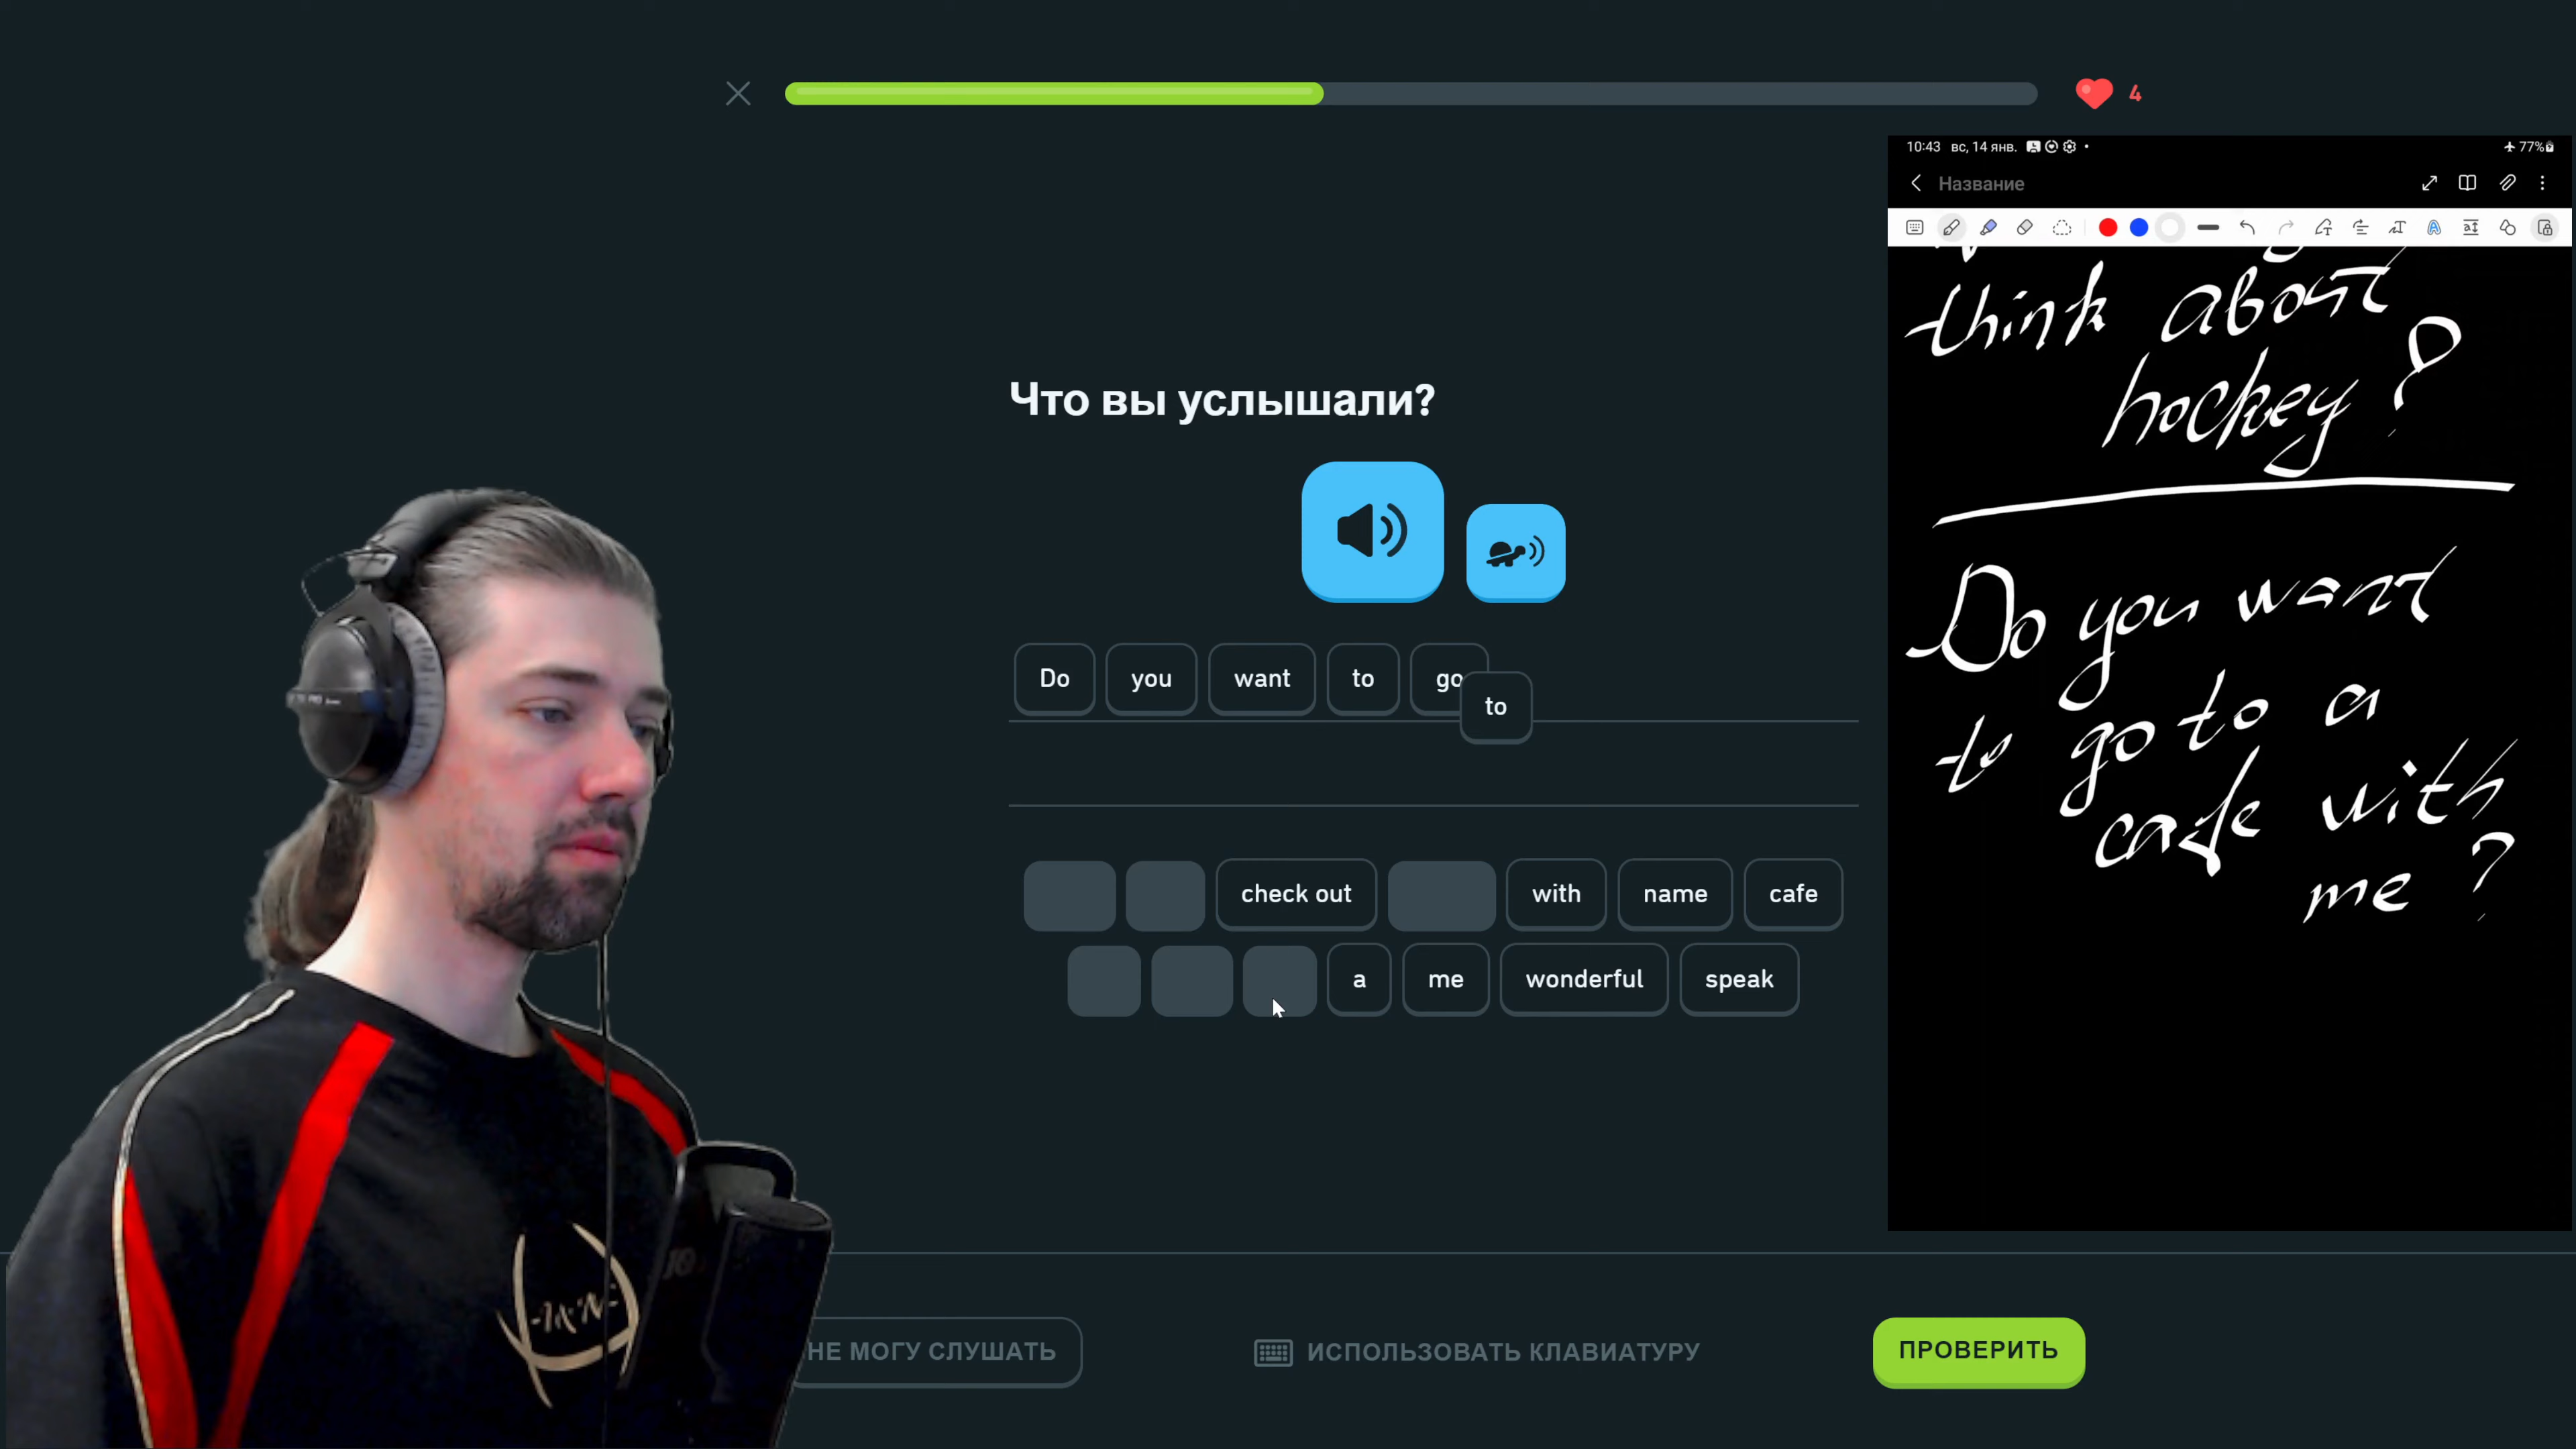 4
10:43 вс, 14 янв. 77%
Название
think about
hockey?
Что вы услышали?
Do you want
to go to a
cafe with
me ?
Do you want to go to
check out with name cafe
a me wonderful speak
НЕ МОГУ СЛУШАТЬ ИСПОЛЬЗОВАТЬ КЛАВИАТУРУ ПРОВЕРИТЬ